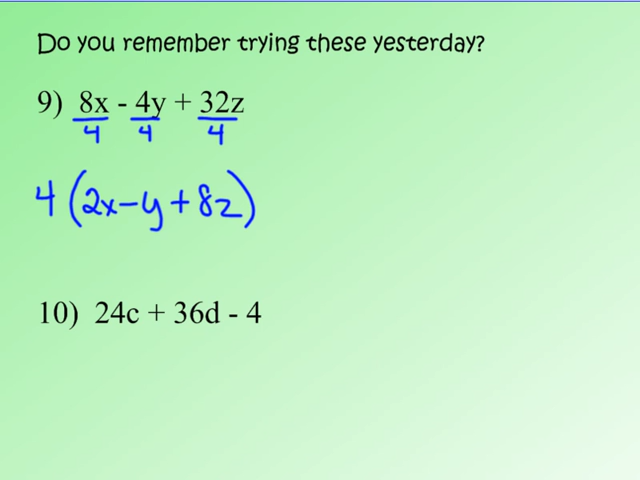 Do you remember trying these yesterday?
9) 8x - 4y + 32z
4 4 4
4 (2x-y+8z)
10) 24c + 36d - 4